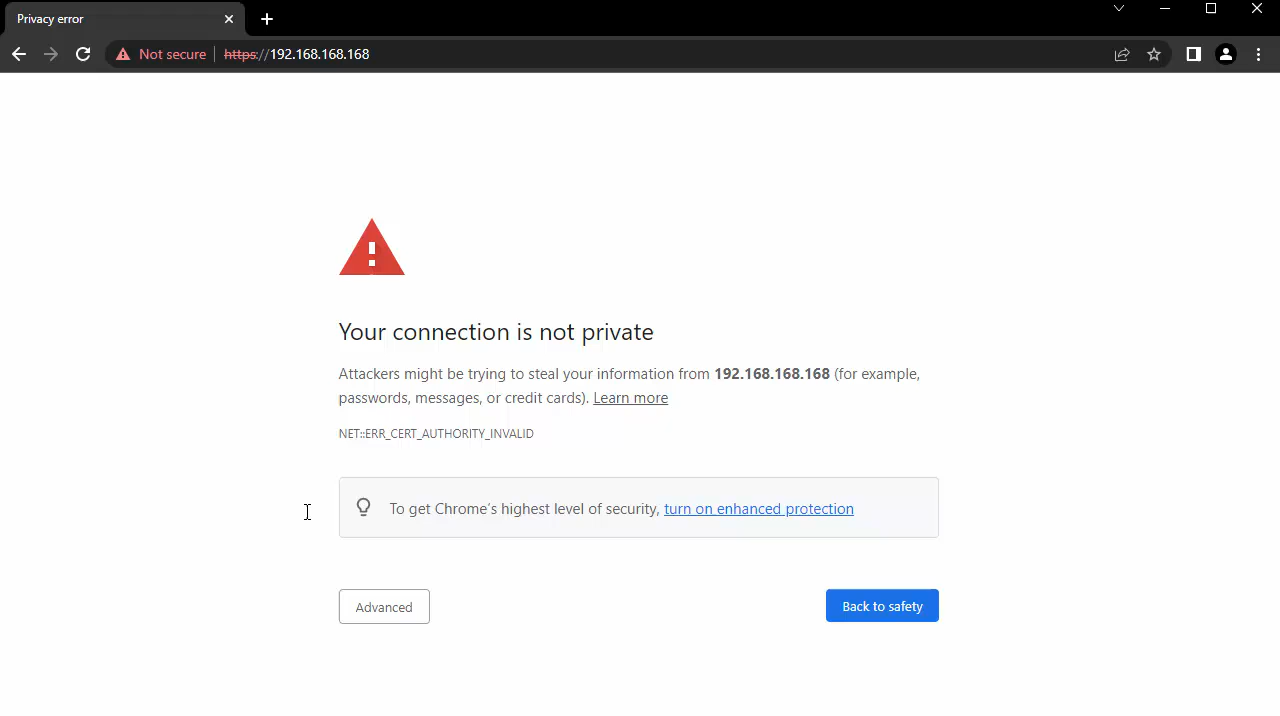 Privacy error
Not secure https://192.168.168.168
Your connection is not private
Attackers might be trying to steal your information from 192.168.168.168 (for example,
passwords, messages, or credit cards). Learn more
NET::ERR_CERT_AUTHORITY_INVALID
To get Chrome's highest level of security, turn on enhanced protection
Advanced
Back to safety